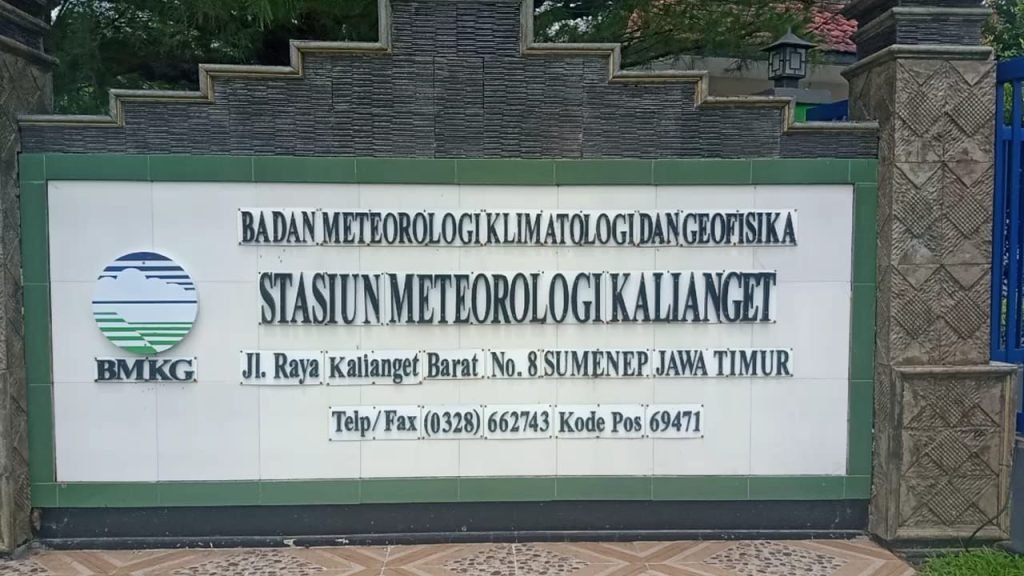 BADAN METEOROLOGI KLIMATOLOGI DAN GEOFISIKA
STASIUN METEOROLOGI KALIANGET
BMKG
Jl. Raya Kalianget Barat No. 8 SUMENEP JAWA TIMUR
Telp/Fax (0328) 662743 Kode Pos 69471